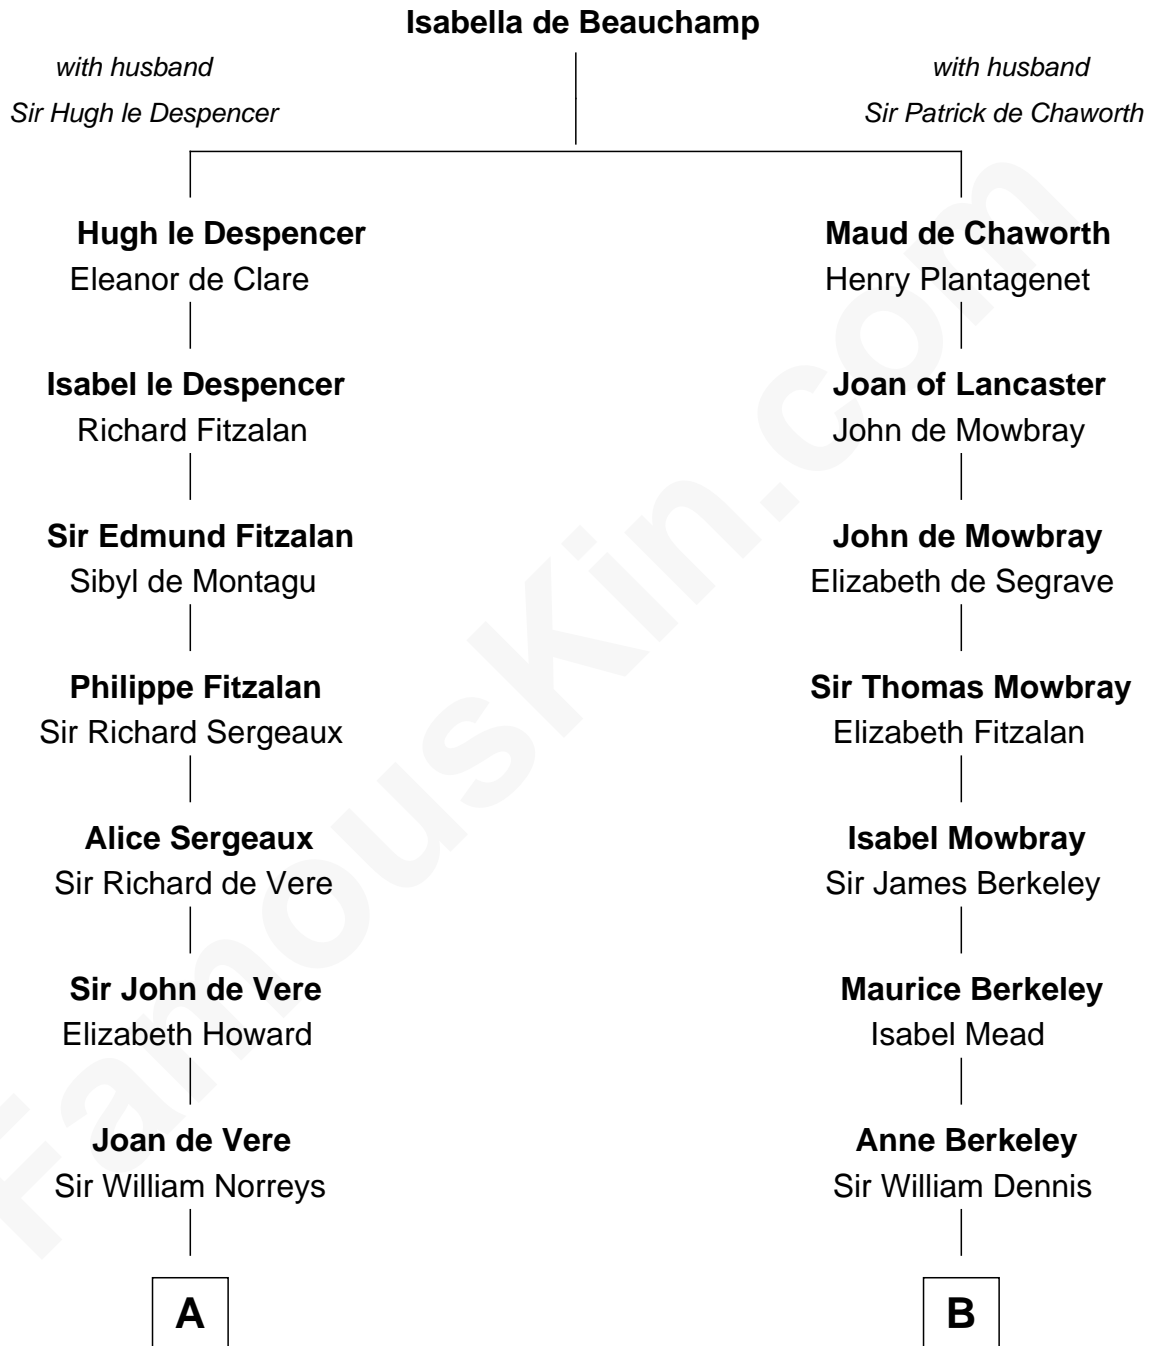 Isabella de Beauchamp
with husband
Sir Hugh le Despencer
with husband
Sir Patrick de Chaworth
Hugh le Despencer
Eleanor de Clare
Maud de Chaworth
Henry Plantagenet
Isabel le Despencer
Richard Fitzalan
Joan of Lancaster
John de Mowbray
Sir Edmund Fitzalan
Sibyl de Montagu
John de Mowbray
Elizabeth de Segrave
Philippe Fitzalan
Sir Richard Sergeaux
Sir Thomas Mowbray
Elizabeth Fitzalan
Alice Sergeaux
Sir Richard de Vere
Isabel Mowbray
Sir James Berkeley
Sir John de Vere
Elizabeth Howard
Maurice Berkeley
Isabel Mead
Joan de Vere
Sir William Norreys
Anne Berkeley
Sir William Dennis
A
B
FamousKin.com